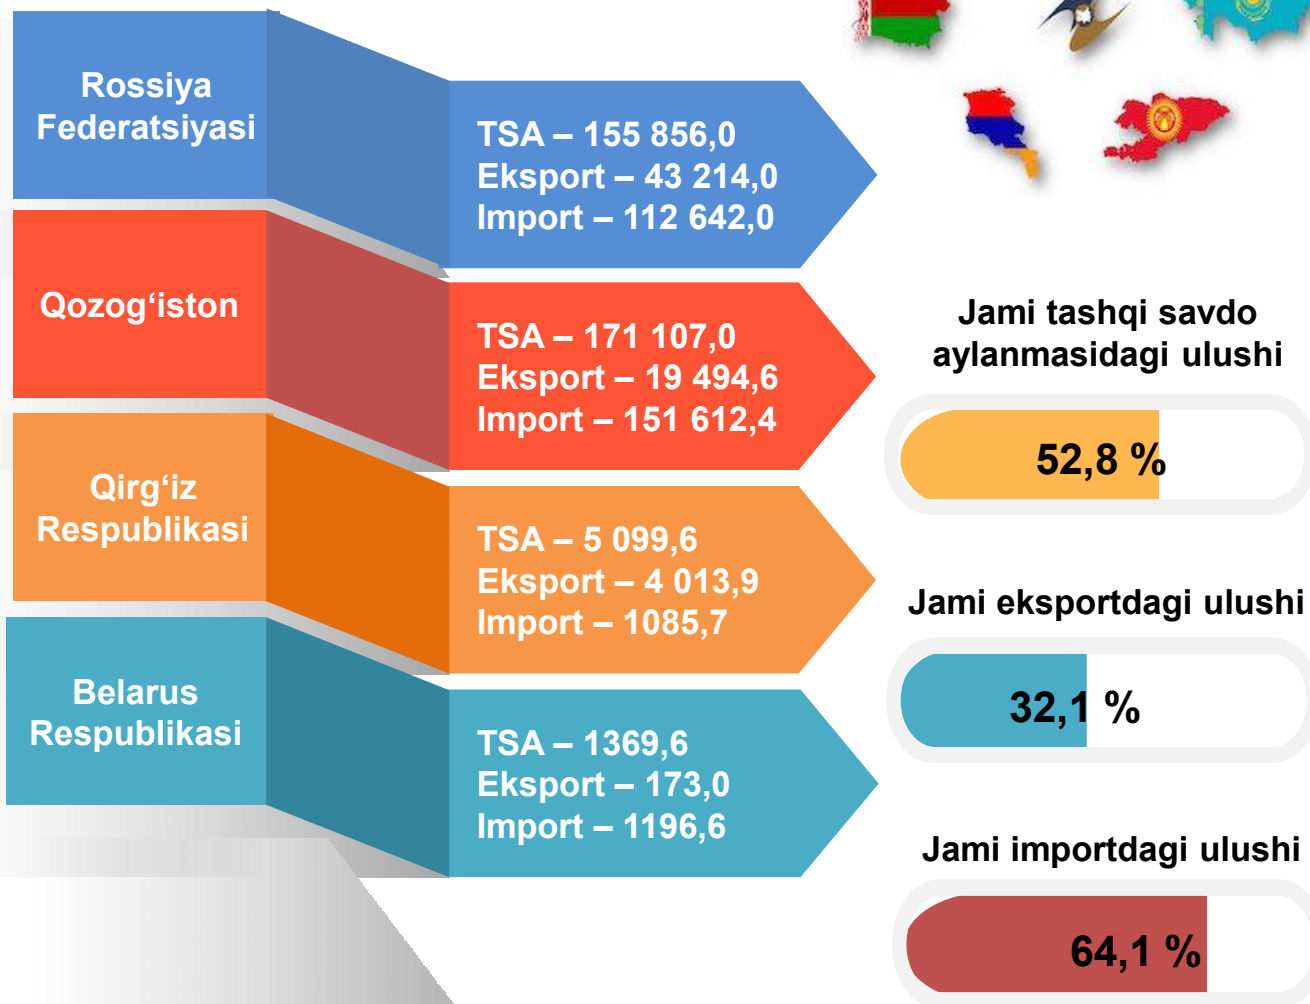 Rossiya
Federatsiyasi
TSA – 155 856,0
Eksport – 43 214,0
Import – 112 642,0
Qozog‘iston
TSA – 171 107,0
Eksport – 19 494,6
Import – 151 612,4
Qirg‘iz
Respublikasi
TSA – 5 099,6
Eksport – 4 013,9
Import – 1085,7
Belarus
Respublikasi
TSA – 1369,6
Eksport – 173,0
Import – 1196,6
Jami tashqi savdo
aylanmasidagi ulushi
52,8 %
Jami eksportdagi ulushi
32,1 %
Jami importdagi ulushi
64,1 %